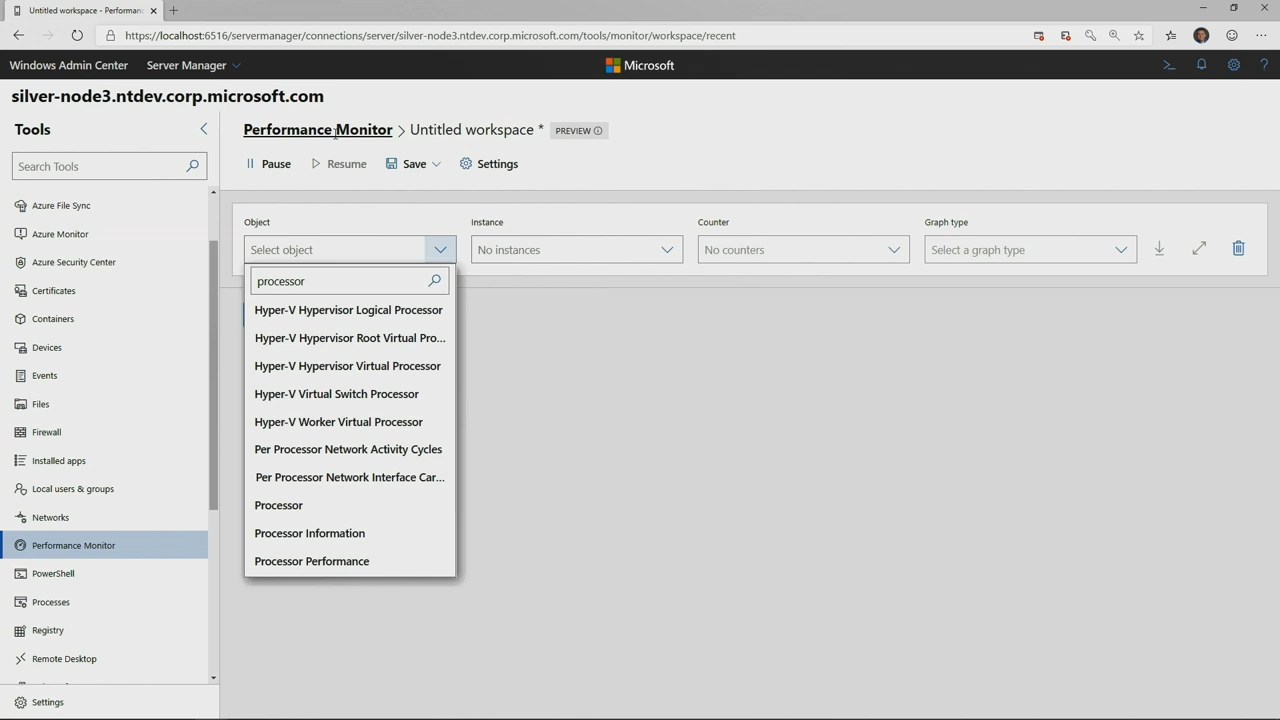 Untitled workspace - Performanc
https://localhost:6516/servermanager/connections/server/silver-node3.ntdev.corp.microsoft.com/tools/monitor/workspace/recent
Windows Admin Center
Server Manager
Microsoft
silver-node3.ntdev.corp.microsoft.com
Tools
Search Tools
Azure File Sync
Azure Monitor
Azure Security Center
Certificates
Containers
Devices
Events
Files
Firewall
Installed apps
Local users & groups
Networks
Performance Monitor
PowerShell
Processes
Registry
Remote Desktop
Settings
Performance Monitor > Untitled workspace * PREVIEW
Pause
Resume
Save
Settings
Object
Select object
Instance
No instances
Counter
No counters
Graph type
Select a graph type
processor
Hyper-V Hypervisor Logical Processor
Hyper-V Hypervisor Root Virtual Pro...
Hyper-V Hypervisor Virtual Processor
Hyper-V Virtual Switch Processor
Hyper-V Worker Virtual Processor
Per Processor Network Activity Cycles
Per Processor Network Interface Car...
Processor
Processor Information
Processor Performance